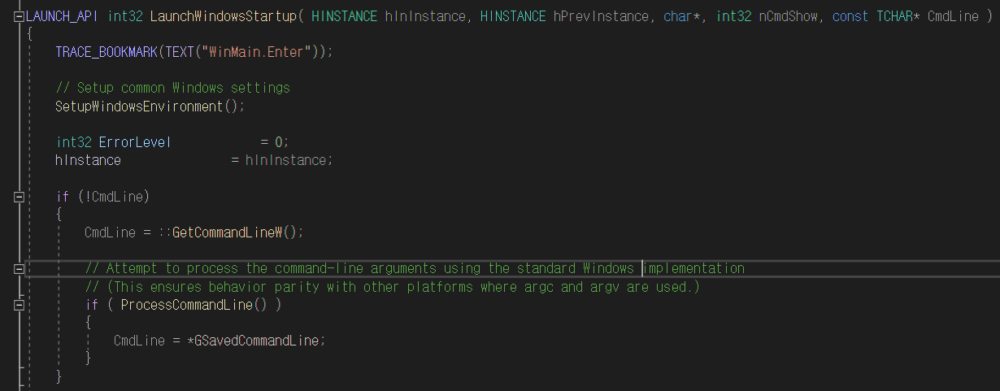 LAUNCH_API int32 LaunchWindowsStartup( HINSTANCE hInInstance, HINSTANCE hPrevInstance, char*, int32 nCmdShow, const TCHAR* CmdLine )
{
TRACE_BOOKMARK(TEXT("WinMain.Enter"));
// Setup common Windows settings
SetupWindowsEnvironment();
int32 ErrorLevel = 0;
hInstance = hInInstance;
if (!CmdLine)
{
CmdLine = ::GetCommandLineW();
// Attempt to process the command-line arguments using the standard Windows implementation
// (This ensures behavior parity with other platforms where argc and argv are used.)
if ( ProcessCommandLine() )
{
CmdLine = *GSavedCommandLine;
}
}